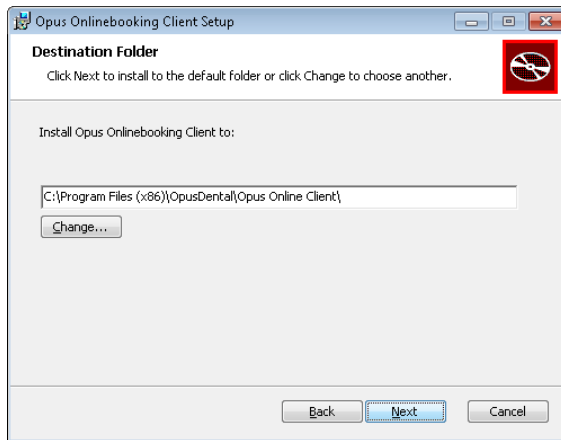 Opus Onlinebooking Client Setup
Destination Folder
Click Next to install to the default folder or click Change to choose another.
Install Opus Onlinebooking Client to:
C:\Program Files (x86)\OpusDental\Opus Online Client\
Change...
Back Next Cancel